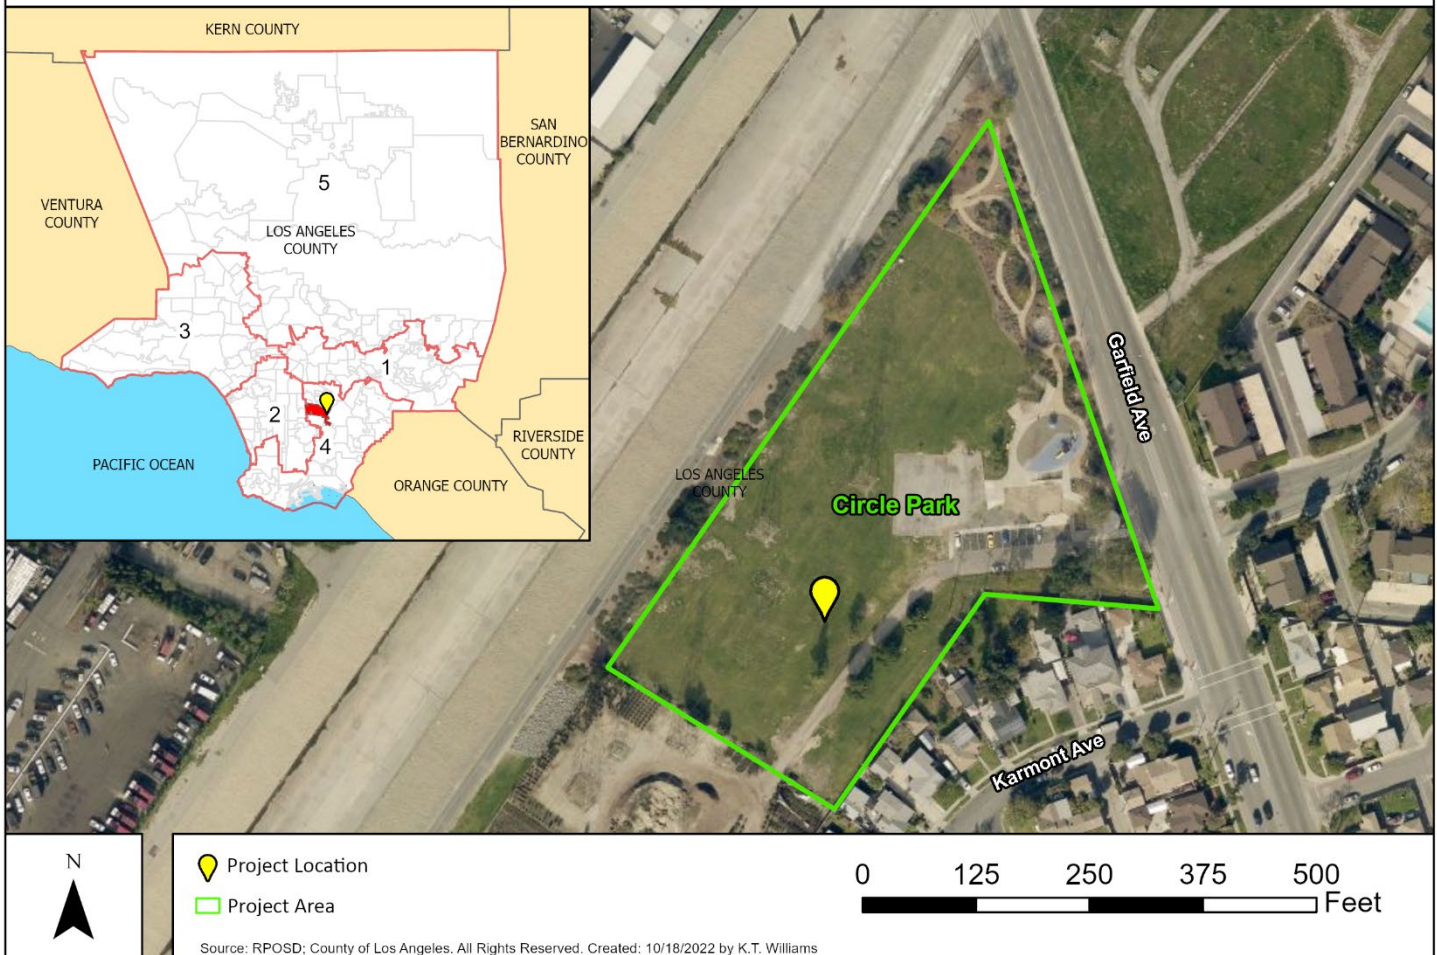 KERN COUNTY
SAN
BERNARDINO
COUNTY
VENTURA
COUNTY
5
LOS ANGELES
COUNTY
3
1
2
4
PACIFIC OCEAN
RIVERSIDE
COUNTY
ORANGE COUNTY
Garfield Ave
LOS ANGELES
COUNTY
Circle Park
Karmont Ave
N
Project Location
Project Area
0 125 250 375 500
Feet
Source: RPOSD; County of Los Angeles. All Rights Reserved. Created: 10/18/2022 by K.T. Williams